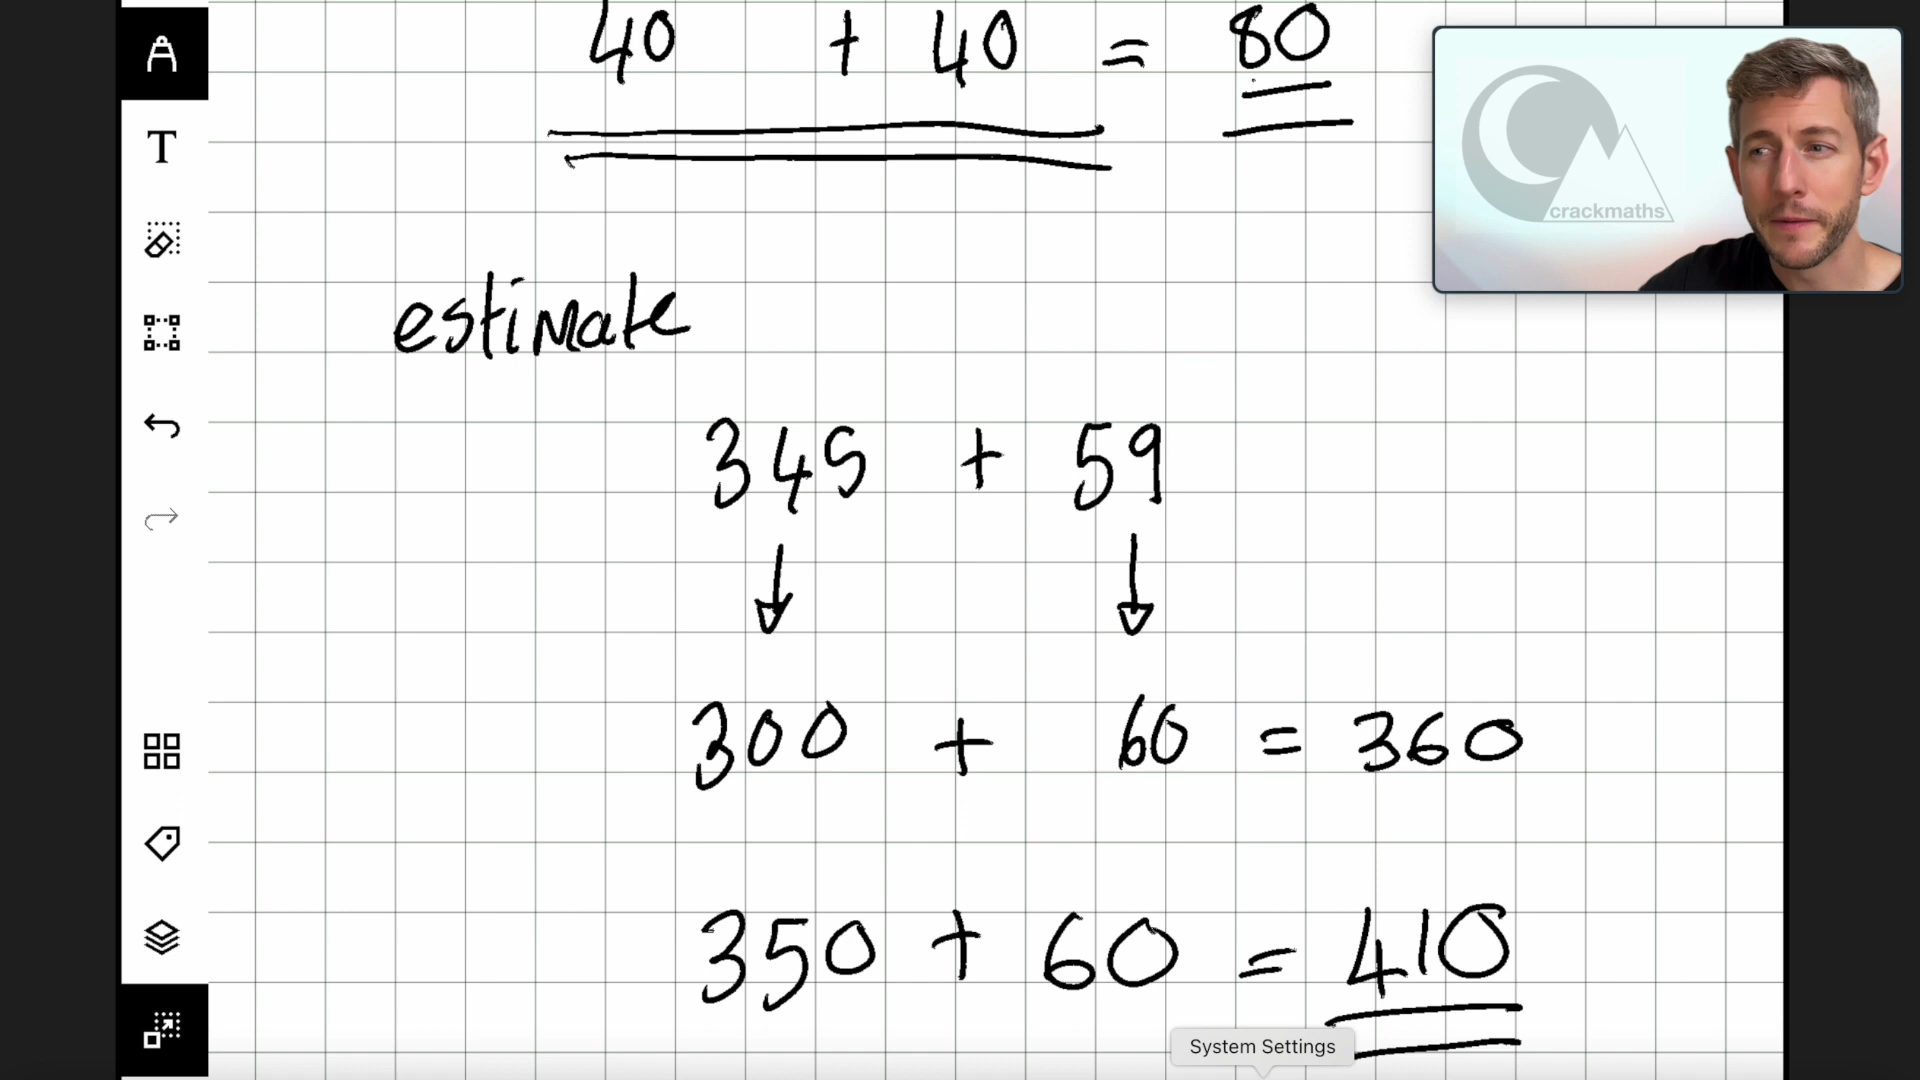 40 + 40 = 80
crackmaths
estimate
345 + 59
300 + 60 = 360
350 + 60 = 410
System Settings